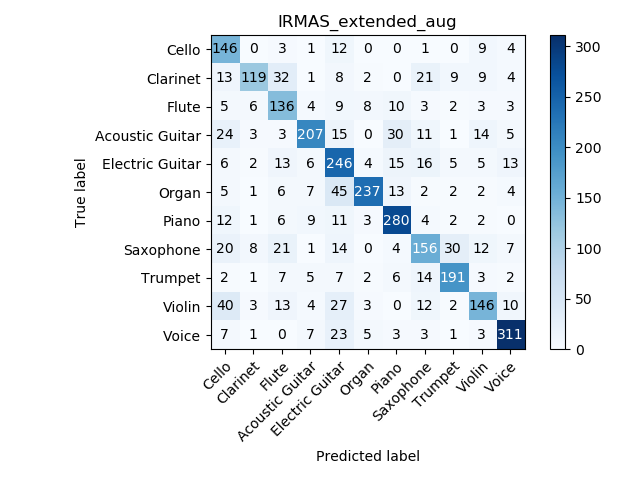 IRMAS_extended_aug
Cello 146 0 3 1 12 0 0 1 0 9 4
Clarinet 13 119 32 1 8 2 0 21 9 9 4
Flute 5 6 136 4 9 8 10 3 2 3 3
Acoustic Guitar 24 3 3 207 15 0 30 11 1 14 5
Electric Guitar 6 2 13 6 246 4 15 16 5 5 13
Organ 5 1 6 7 45 237 13 2 2 2 4
Piano 12 1 6 9 11 3 280 4 2 2 0
Saxophone 20 8 21 1 14 0 4 156 30 12 7
Trumpet 2 1 7 5 7 2 6 14 191 3 2
Violin 40 3 13 4 27 3 0 12 2 146 10
Voice 7 1 0 7 23 5 3 3 1 3 311
True label
Cello Clarinet Flute Acoustic Guitar Electric Guitar Organ Piano Saxophone Trumpet Violin Voice
Predicted label
300
250
200
150
100
50
0